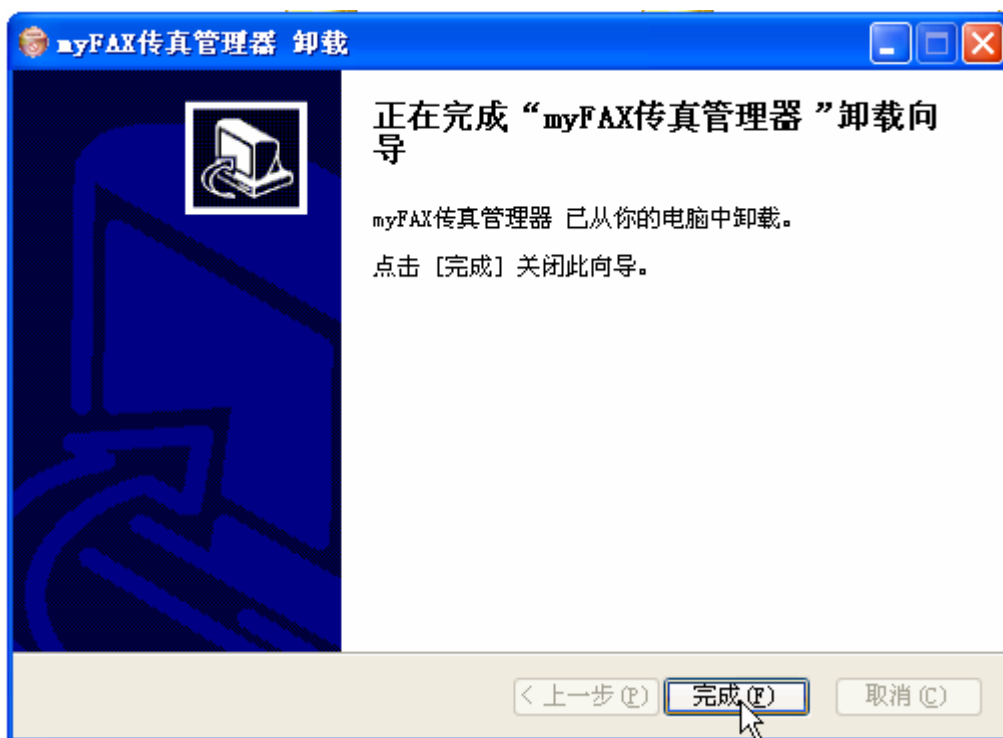 myFAX传真管理器 卸载
正在完成“myFAX传真管理器 ”卸载向
导
myFAX传真管理器 已从你的电脑中卸载。
点击 [完成] 关闭此向导。
< 上一步(P) 完成(F) 取消(C)